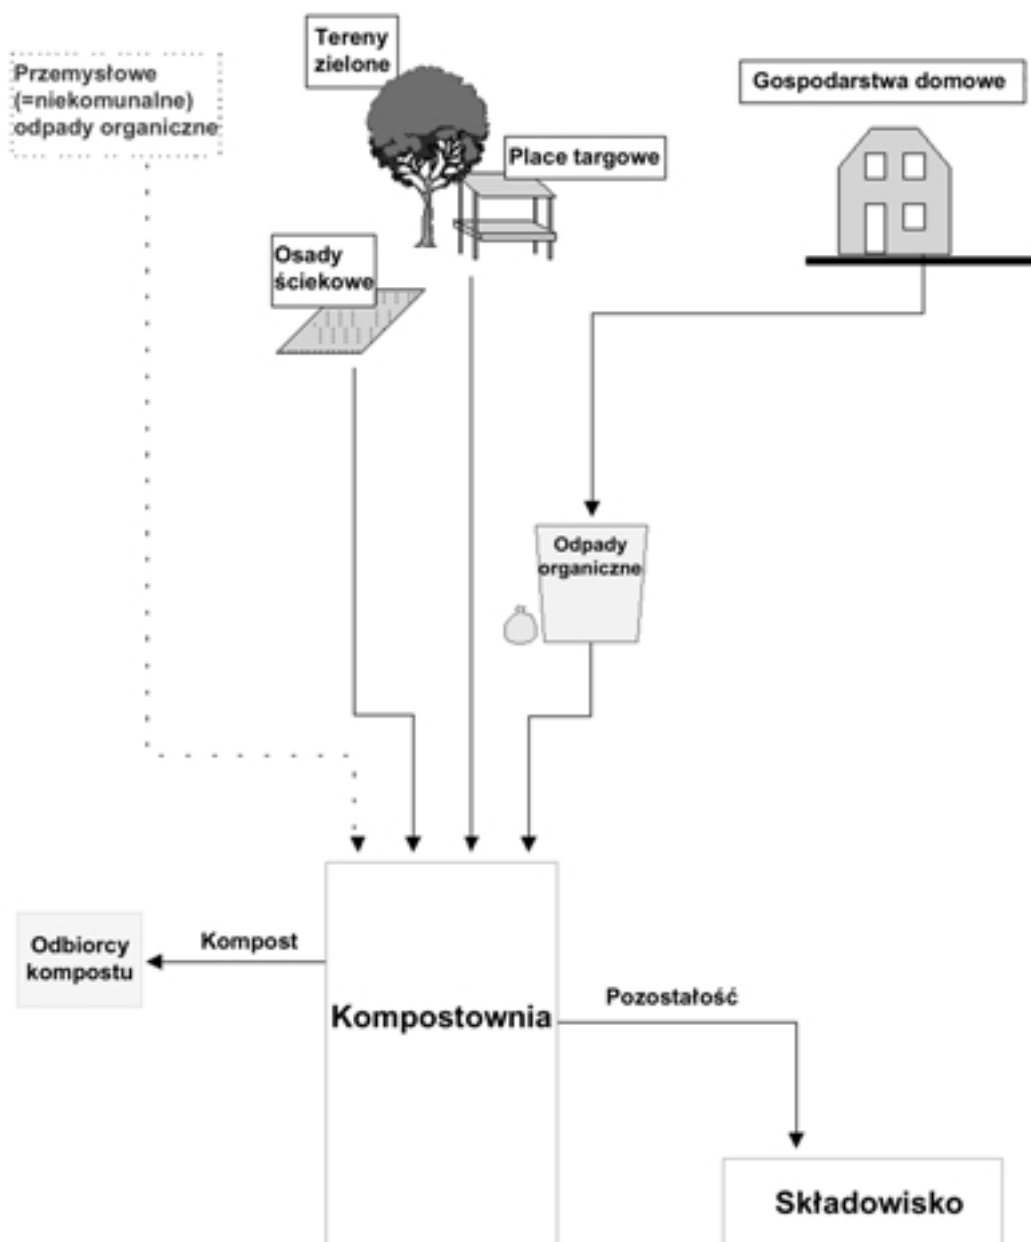 Tereny
zielone
Przemysłowe
(=niekomunalne)
odpady organiczne
Gospodarstwa domowe
Place targowe
Osady
ściekowe
Odpady
organiczne
Kompost
Odbiorcy
kompostu
Kompostownia
Pozostałość
Składowisko